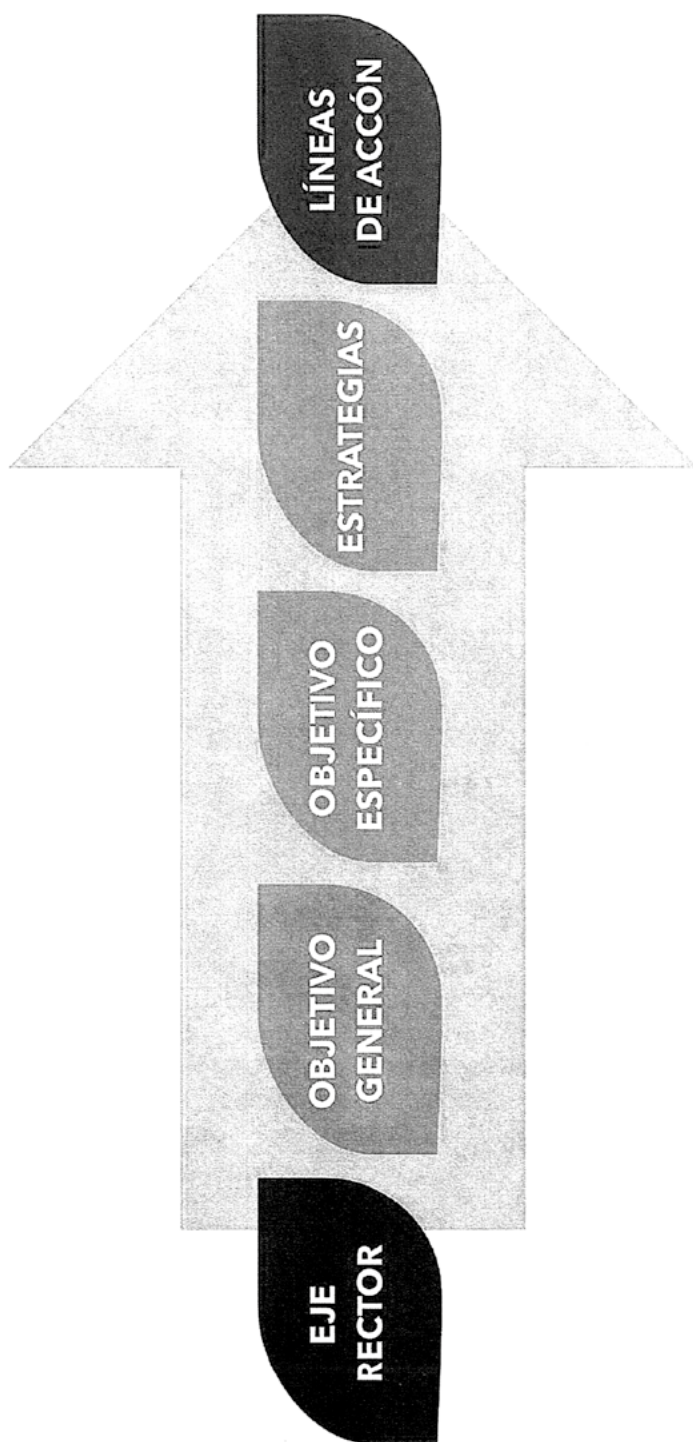 EJE
RECTOR
OBJETIVO
GENERAL
OBJETIVO
ESPECÍFICO
ESTRATEGIAS
LÍNEAS
DE ACCÓN